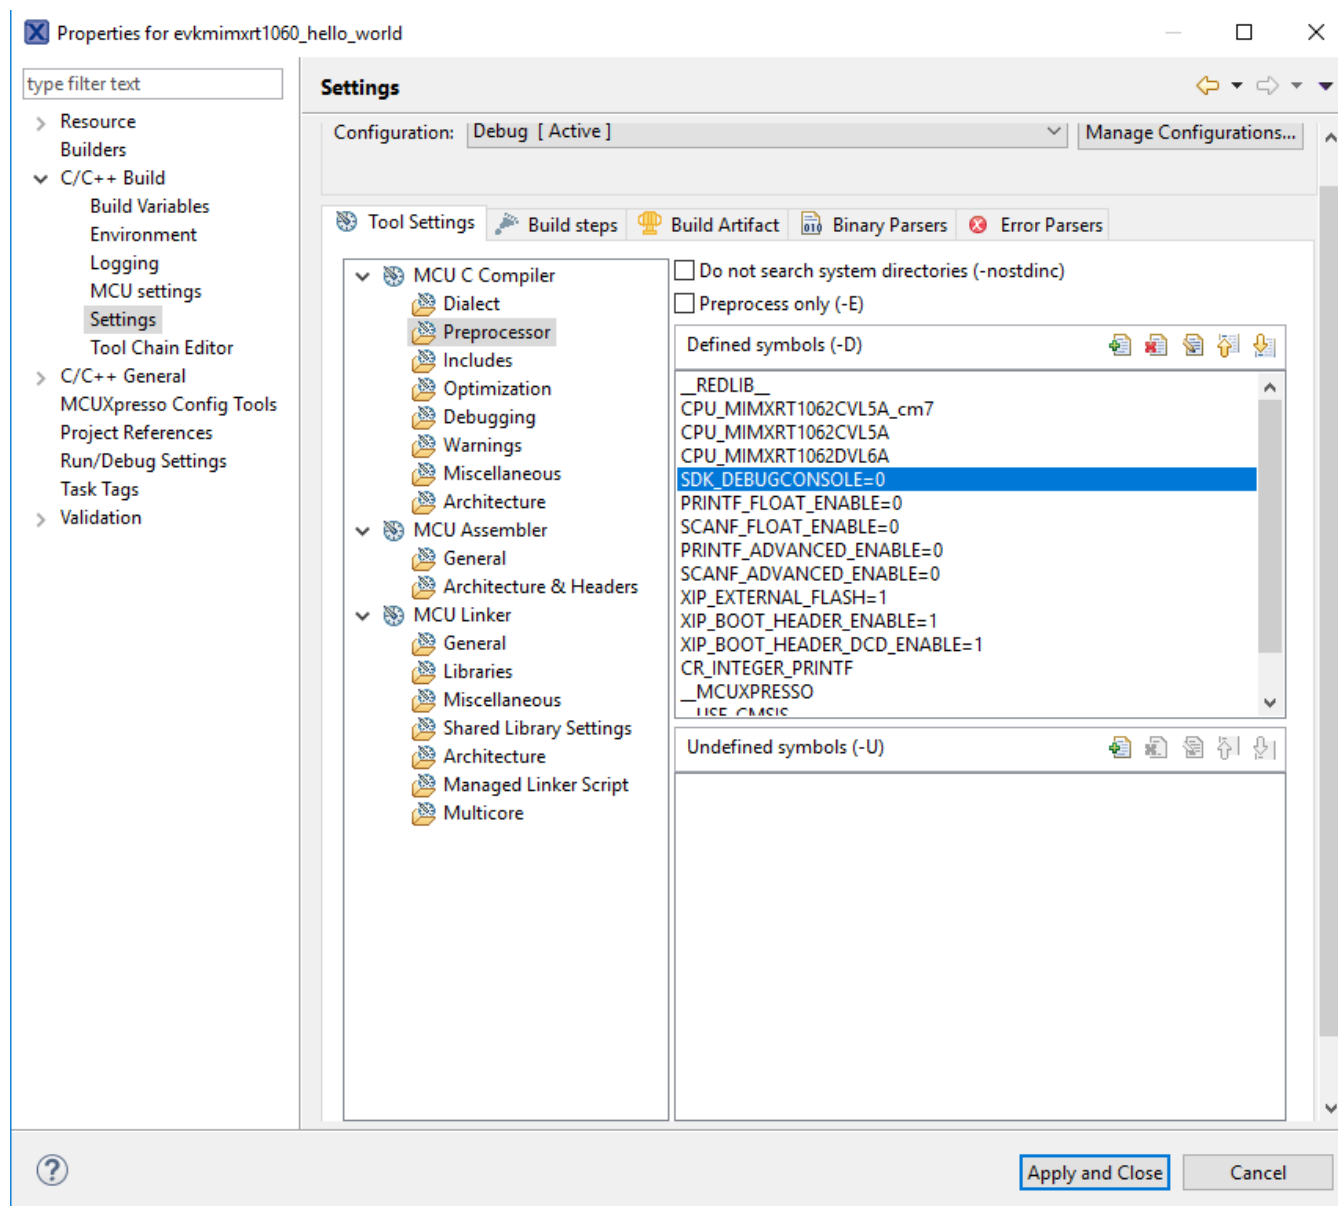 Properties for evkmimxrt1060_hello_world
type filter text
Resource
Builders
C/C++ Build
Build Variables
Environment
Logging
MCU settings
Settings
Tool Chain Editor
C/C++ General
MCUXpresso Config Tools
Project References
Run/Debug Settings
Task Tags
Validation
Settings
Configuration: Debug [ Active ] Manage Configurations...
Tool Settings Build steps Build Artifact Binary Parsers Error Parsers
MCU C Compiler
Dialect
Preprocessor
Includes
Optimization
Debugging
Warnings
Miscellaneous
Architecture
MCU Assembler
General
Architecture & Headers
MCU Linker
General
Libraries
Miscellaneous
Shared Library Settings
Architecture
Managed Linker Script
Multicore
Do not search system directories (-nostdinc)
Preprocess only (-E)
Defined symbols (-D)
__REDLIB__
CPU_MIMXRT1062CVL5A_cm7
CPU_MIMXRT1062CVL5A
CPU_MIMXRT1062DVL6A
SDK_DEBUGCONSOLE=0
PRINTF_FLOAT_ENABLE=0
SCANF_FLOAT_ENABLE=0
PRINTF_ADVANCED_ENABLE=0
SCANF_ADVANCED_ENABLE=0
XIP_EXTERNAL_FLASH=1
XIP_BOOT_HEADER_ENABLE=1
XIP_BOOT_HEADER_DCD_ENABLE=1
CR_INTEGER_PRINTF
__MCUXPRESSO
__USE_CMSIS
Undefined symbols (-U)
Apply and Close Cancel